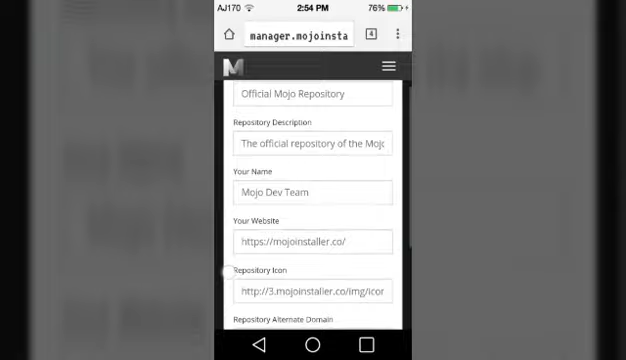 AJ170 2:54 PM 76%
manager.mojoinsta 4
M
Official Mojo Repository
Repository Description
The official repository of the Mojo
Your Name
Mojo Dev Team
Your Website
https://mojoinstaller.co/
Repository Icon
http://3.mojoinstaller.co/img/icor
Repository Alternate Domain